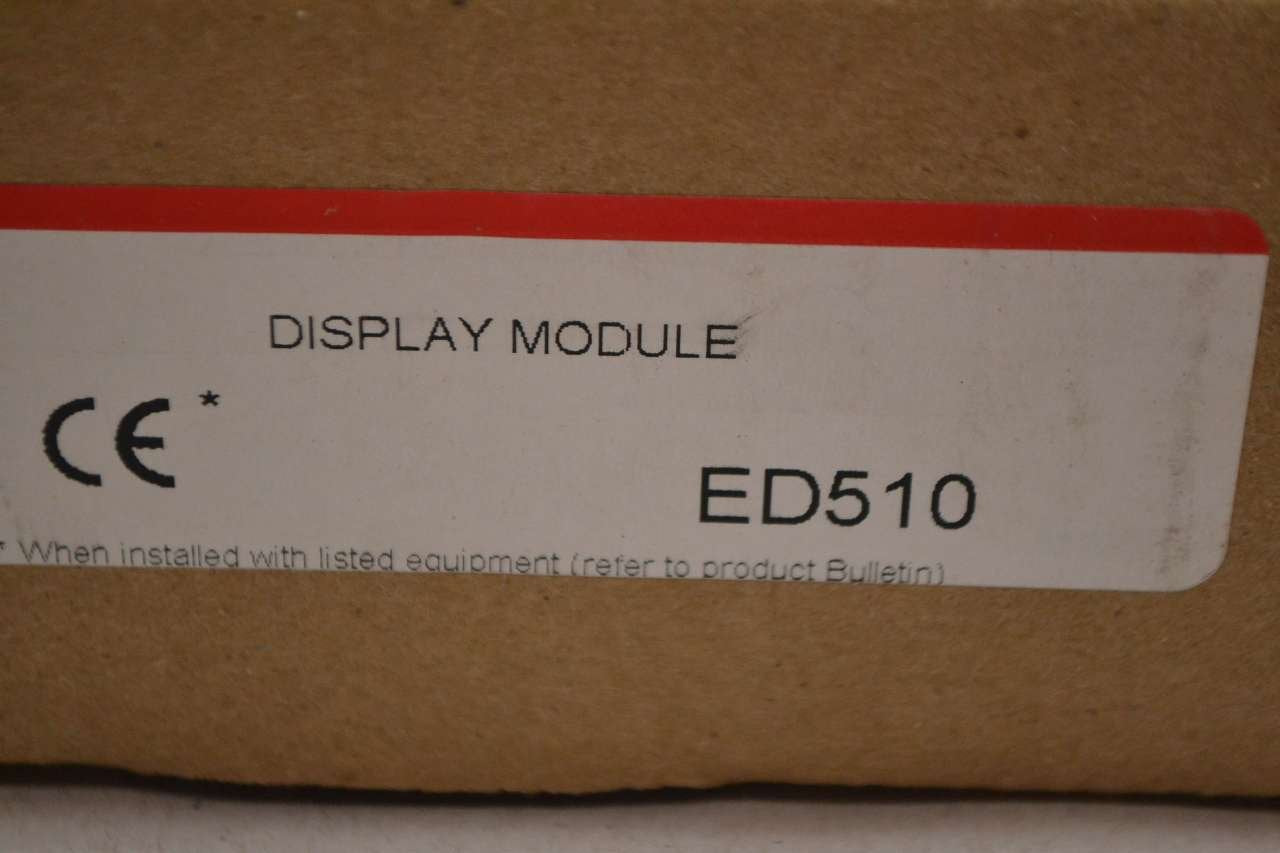 DISPLAY MODULE
CE *
ED510
* When installed with listed equipment (refer to product Bulletin)